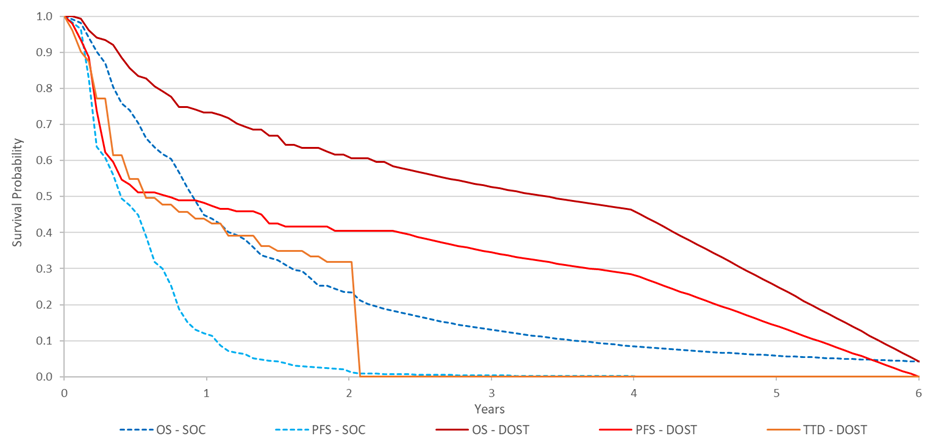 1.0
0.9
0.8
0.7
0.6
0.5
0.4
0.3
0.2
0.1
0.0
Survival Probability
0 1 2 3 4 5 6
Years
OS - SOC PFS - SOC OS - DOST PFS - DOST TTD - DOST